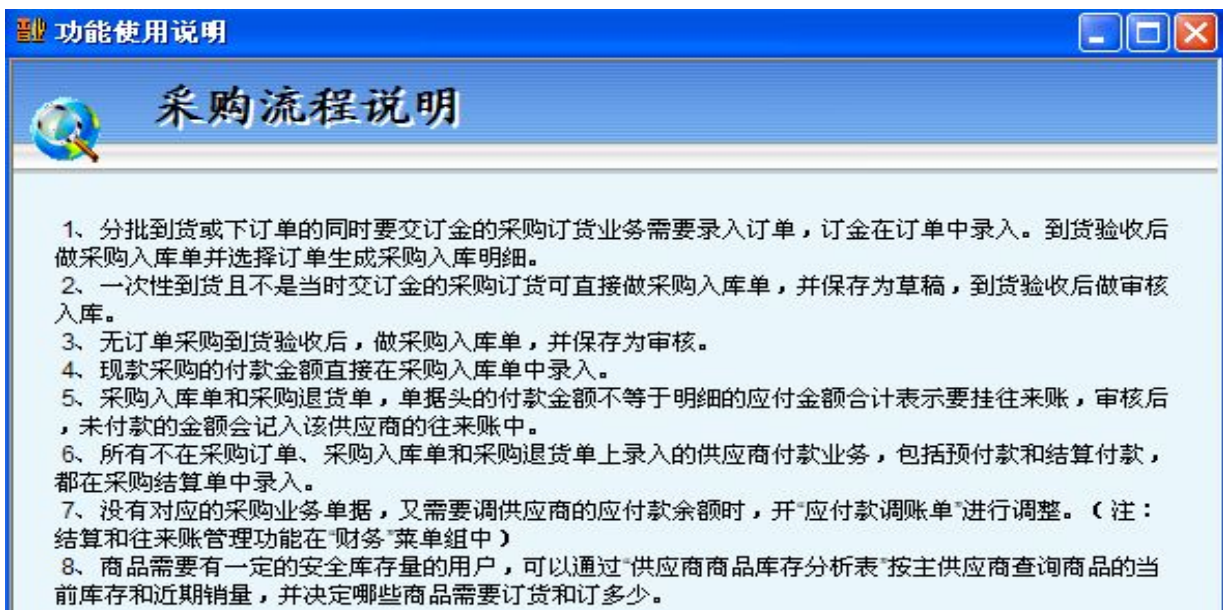 功能使用说明
采购流程说明
1、分批到货或下订单的同时要交订金的采购订货业务需要录入订单，订金在订单中录入。到货验收后
做采购入库单并选择订单生成采购入库明细。
2、一次性到货且不是当时交订金的采购订货可直接做采购入库单，并保存为草稿，到货验收后做审核
入库。
3、无订单采购到货验收后，做采购入库单，并保存为审核。
4、现款采购的付款金额直接在采购入库单中录入。
5、采购入库单和采购退货单，单据头的付款金额不等于明细的应付金额合计表示要挂往来账，审核后
，未付款的金额会记入该供应商的往来账中。
6、所有不在采购订单、采购入库单和采购退货单上录入的供应商付款业务，包括预付款和结算付款，
都在采购结算单中录入。
7、没有对应的采购业务单据，又需要调供应商的应付款余额时，开“应付款调账单”进行调整。（注：
结算和往来账管理功能在“财务”菜单组中）
8、商品需要有一定的安全库存量的用户，可以通过“供应商商品库存分析表”按主供应商查询商品的当
前库存和近期销量，并决定哪些商品需要订货和订多少。